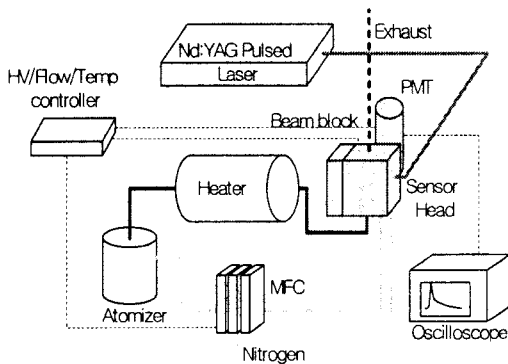 Exhaust
Nd:YAG Pulsed
Laser
HV/Flow/Temp
controller
PMT
Beam block
Heater
Sensor
Head
MFC
Atomizer
Oscilloscope
Nitrogen